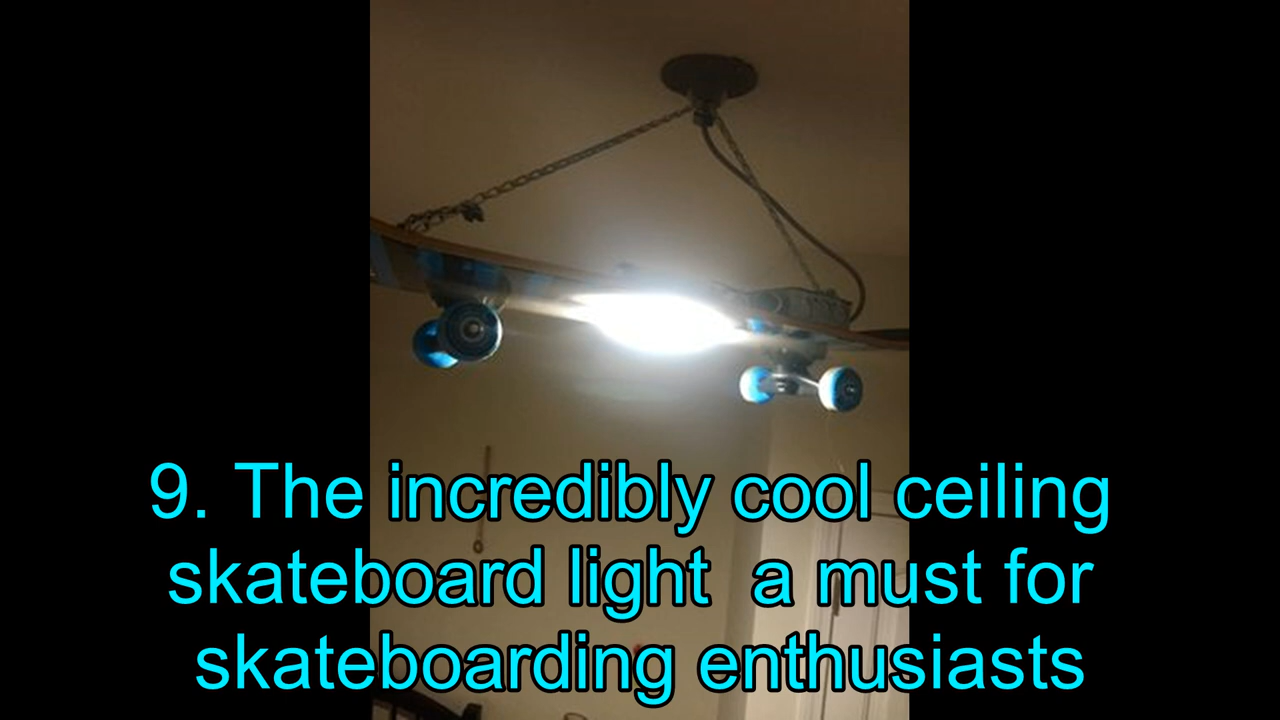 9. The incredibly cool ceiling
skateboard light  a must for
skateboarding enthusiasts